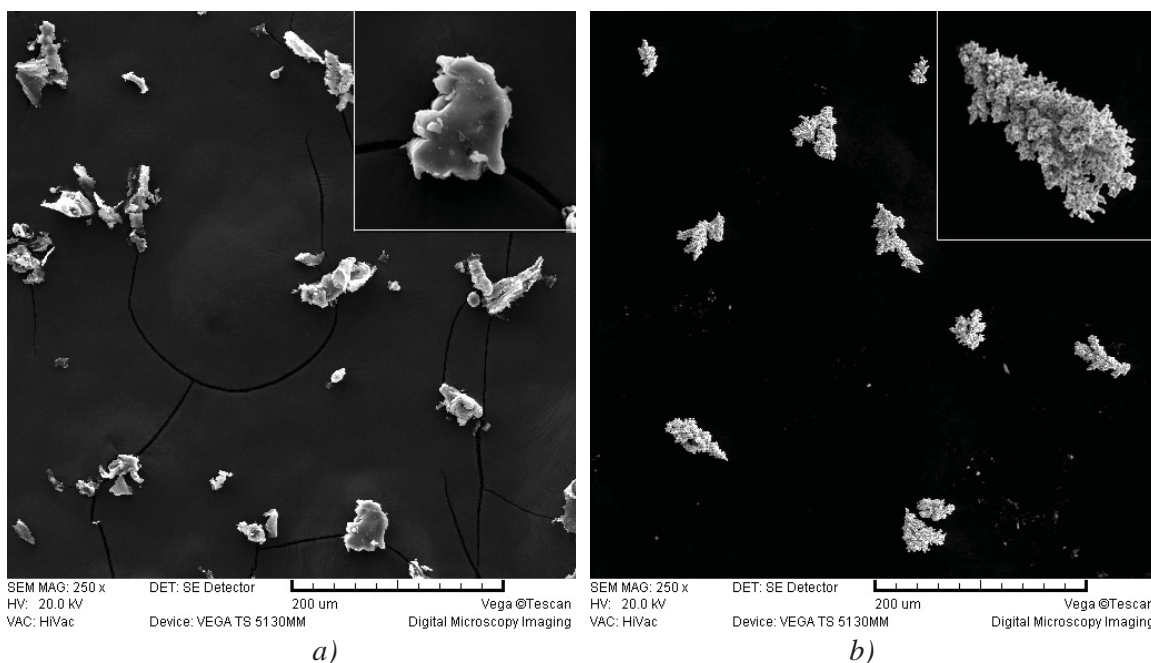 SEM MAG: 250 x DET: SE Detector
HV: 20.0 kV 200 um Vega ©Tescan
VAC: HiVac Device: VEGA TS 5130MM Digital Microscopy Imaging
a)
SEM MAG: 250 x DET: SE Detector
HV: 20.0 kV 200 um Vega ©Tescan
VAC: HiVac Device: VEGA TS 5130MM Digital Microscopy Imaging
b)